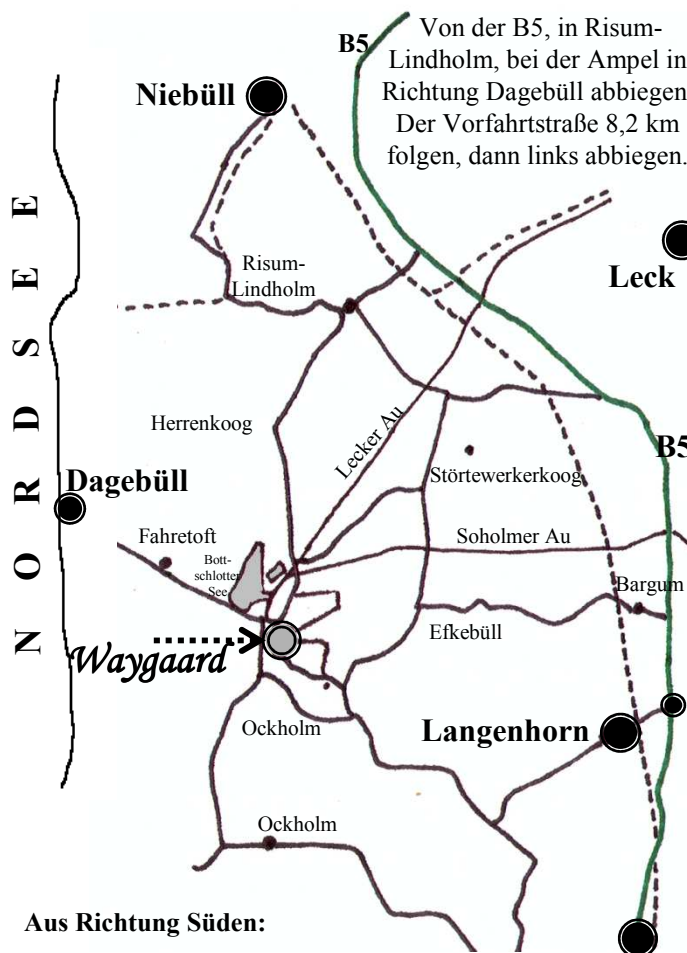 B5
Von der B5, in Risum-
Lindholm, bei der Ampel in
Richtung Dagebüll abbiegen
Der Vorfahrtstraße 8,2 km
folgen, dann links abbiegen.
Niebüll
NORDSEE
Leck
Risum-
Lindholm
Herrenkoog
Lecker Au
B5
Störtewerkerkoog
Dagebüll
Fahretoft
Soholmer Au
Bott-
schlotter
See
Bargum
Efkebüll
Waygaard
Ockholm
Langenhorn
Ockholm
Aus Richtung Süden: